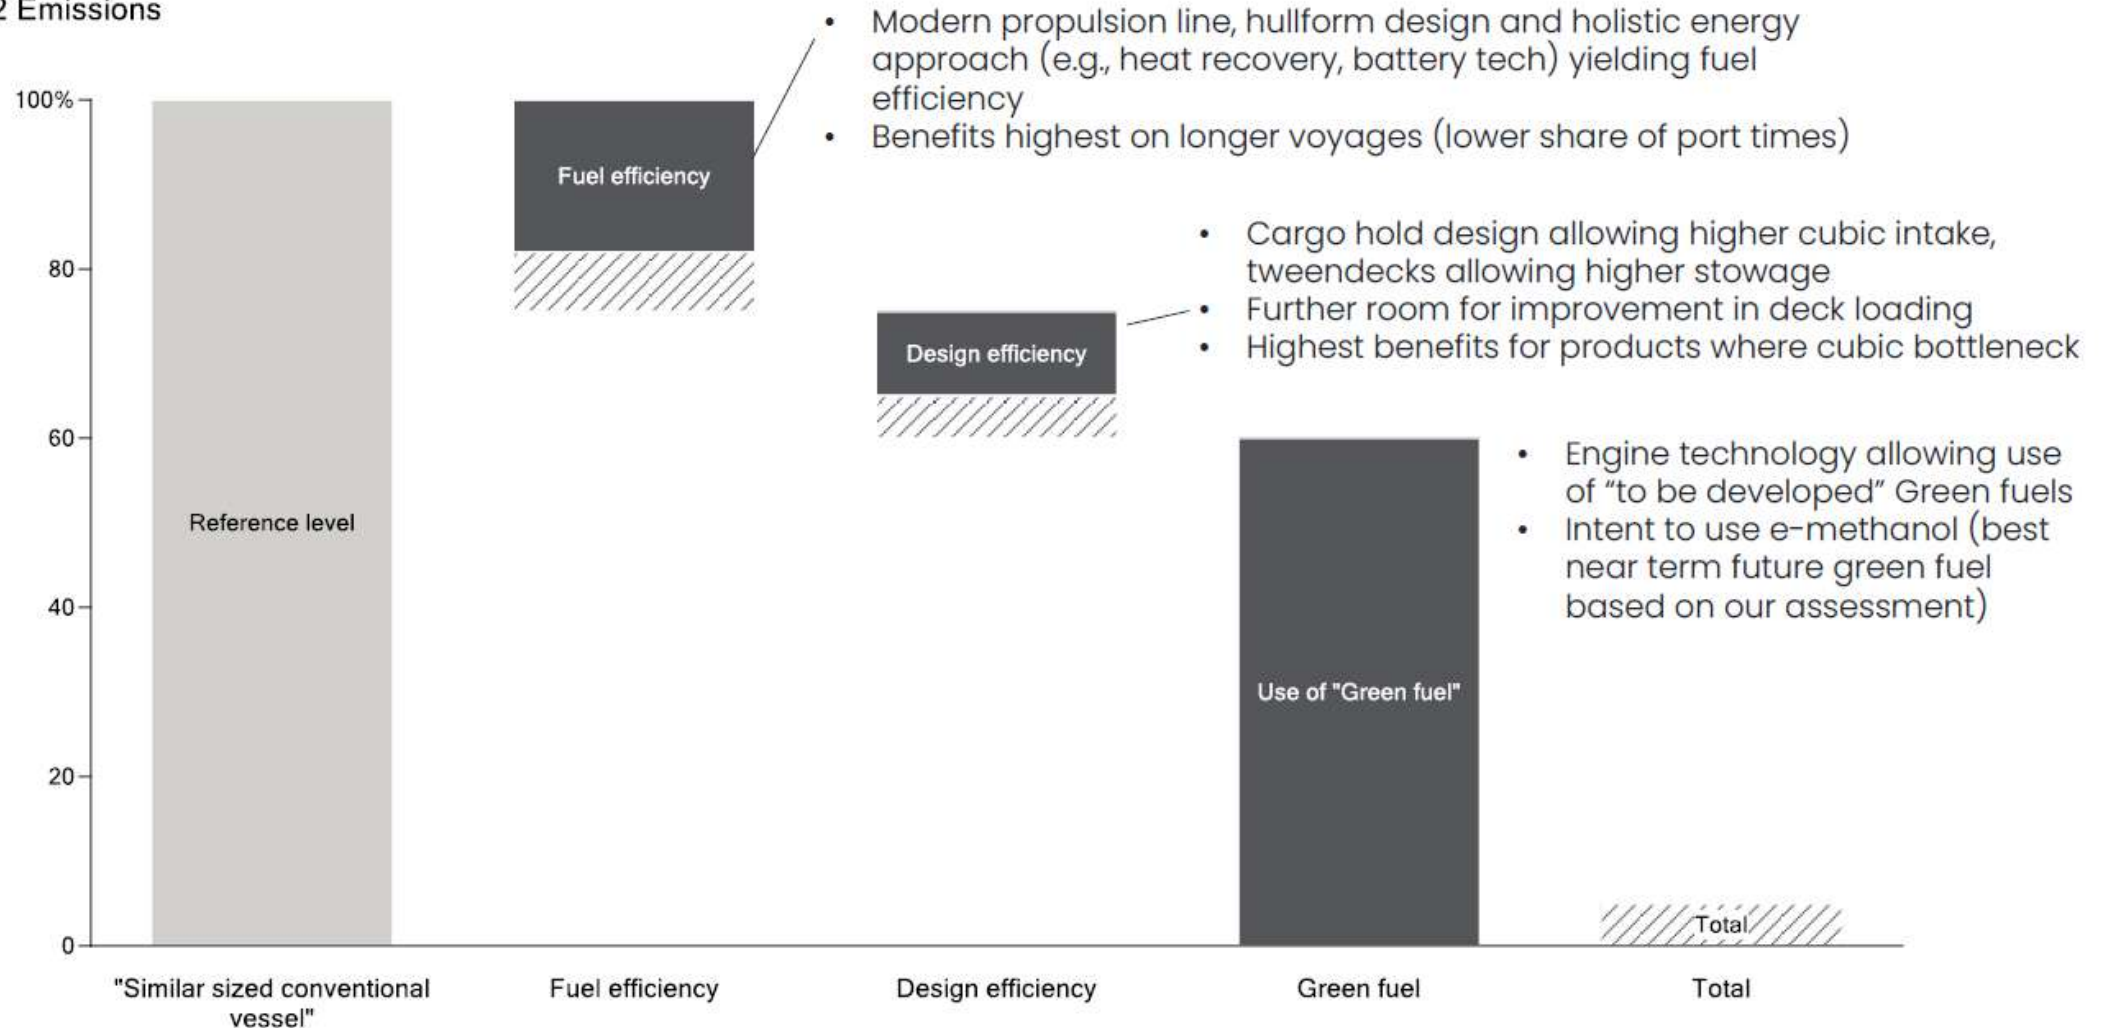 2 Emissions
• Modern propulsion line, hullform design and holistic energy
approach (e.g., heat recovery, battery tech) yielding fuel
efficiency
• Benefits highest on longer voyages (lower share of port times)
100%
80
60
40
20
0
Reference level
Fuel efficiency
Design efficiency
• Cargo hold design allowing higher cubic intake,
tweendecks allowing higher stowage
• Further room for improvement in deck loading
• Highest benefits for products where cubic bottleneck
Use of "Green fuel"
• Engine technology allowing use
of “to be developed” Green fuels
• Intent to use e-methanol (best
near term future green fuel
based on our assessment)
Total
"Similar sized conventional
vessel"
Fuel efficiency
Design efficiency
Green fuel
Total